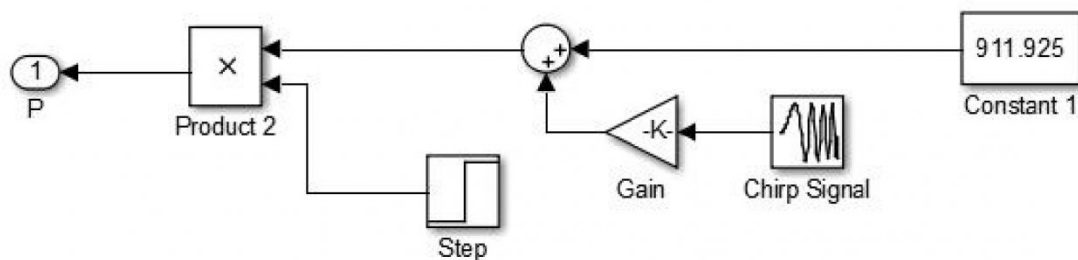 911.925
Constant 1
+
+
×
Product 2
1
P
-K-
Gain
Chirp Signal
Step